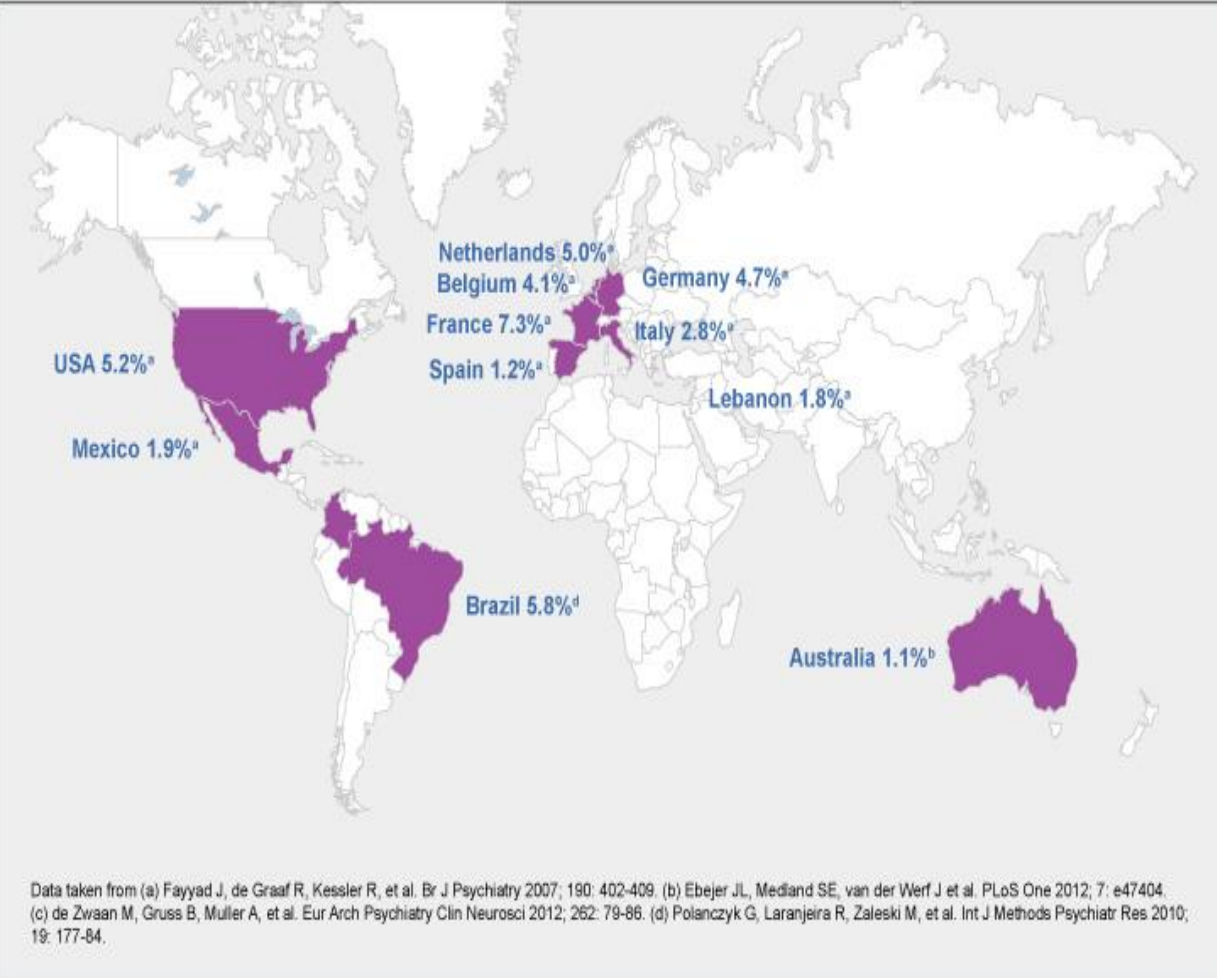 Netherlands 5.0%ᵃ
Belgium 4.1%ᵃ
Germany 4.7%ᵉ
France 7.3%ᵃ
Italy 2.8%ᵃ
USA 5.2%ᵃ
Spain 1.2%ᵃ
Lebanon 1.8%ᵃ
Mexico 1.9%ᵃ
Brazil 5.8%ᵈ
Australia 1.1%ᵇ
Data taken from (a) Fayyad J, de Graaf R, Kessler R, et al. Br J Psychiatry 2007; 190: 402-409. (b) Ebejer JL, Medland SE, van der Werf J et al. PLoS One 2012; 7: e47404.
(c) de Zwaan M, Gruss B, Muller A, et al. Eur Arch Psychiatry Clin Neurosci 2012; 262: 79-86. (d) Polanczyk G, Laranjeira R, Zaleski M, et al. Int J Methods Psychiatr Res 2010;
19: 177-84.